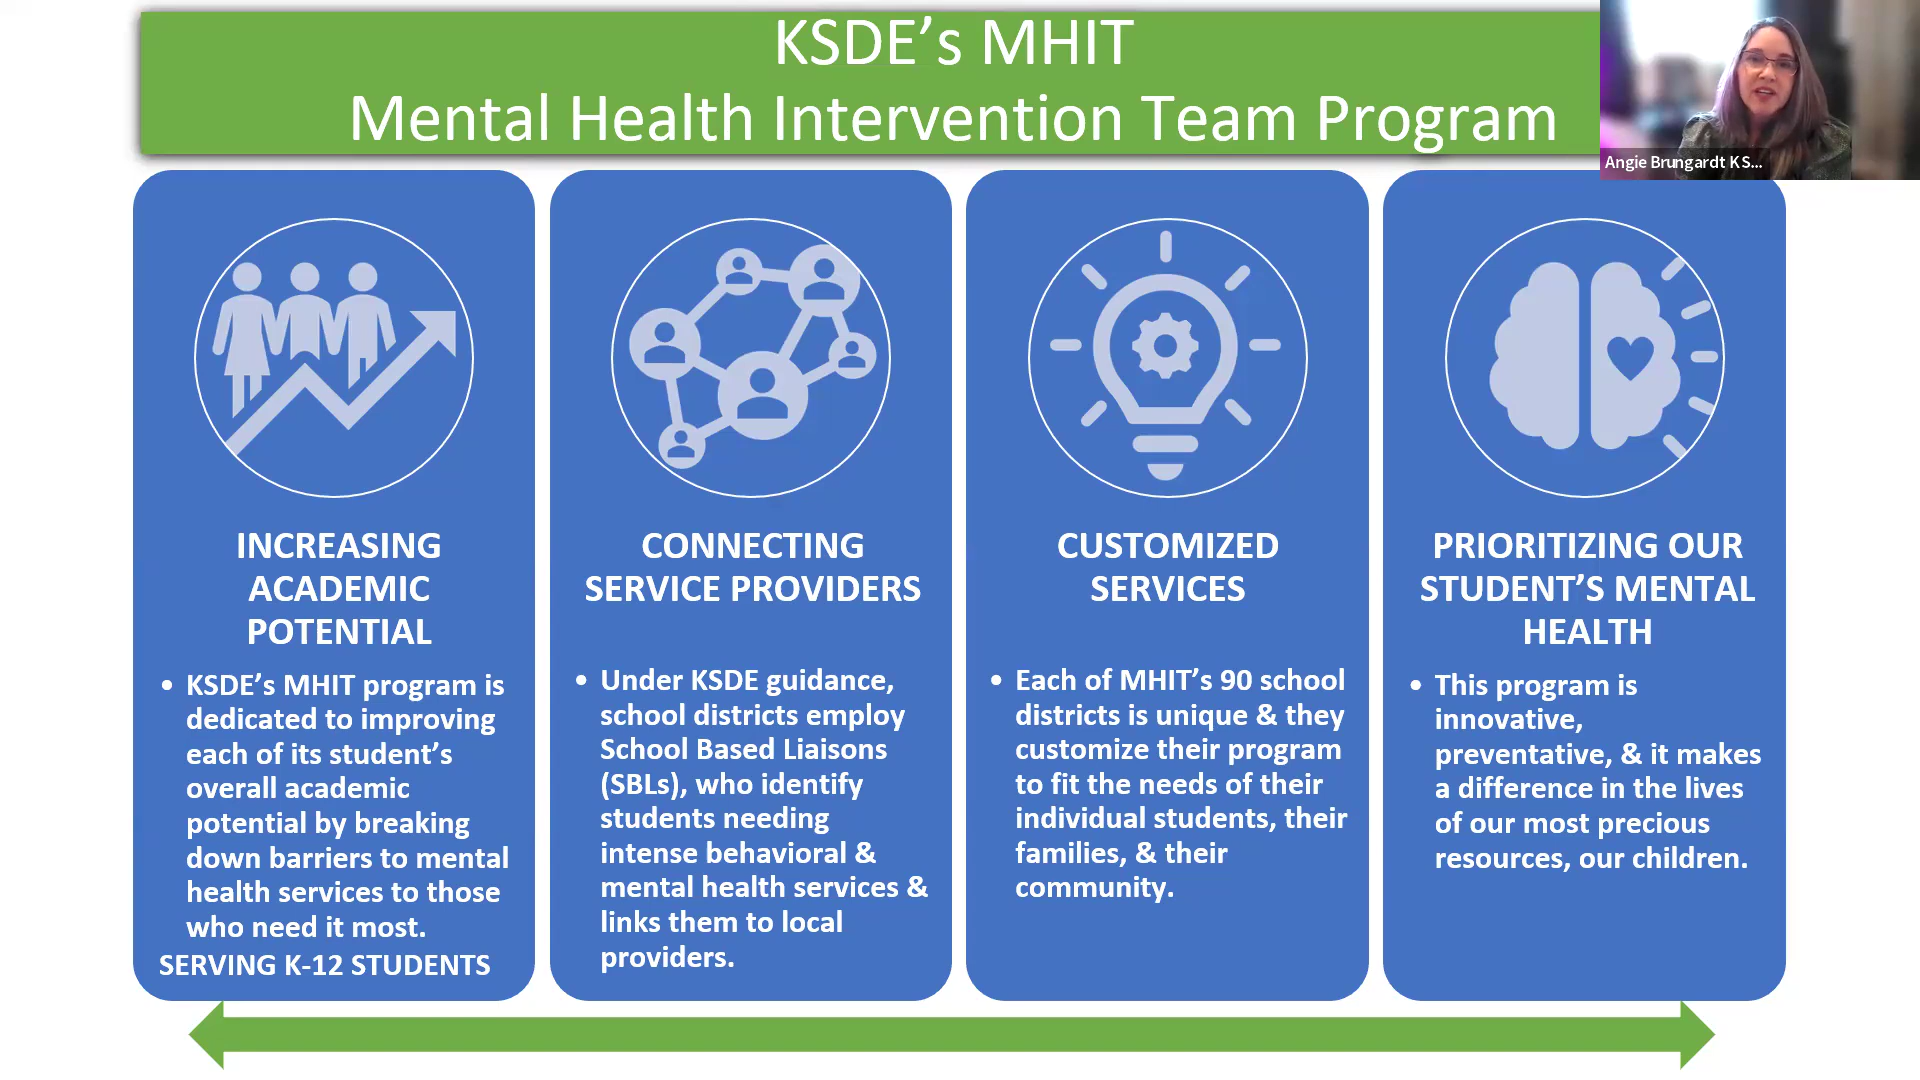 KSDE’s MHIT
Mental Health Intervention Team Program
Angie Brungardt KS...
INCREASING
ACADEMIC
POTENTIAL
• KSDE’s MHIT program is
dedicated to improving
each of its student’s
overall academic
potential by breaking
down barriers to mental
health services to those
who need it most.
SERVING K-12 STUDENTS
CONNECTING
SERVICE PROVIDERS
• Under KSDE guidance,
school districts employ
School Based Liaisons
(SBLs), who identify
students needing
intense behavioral &
mental health services &
links them to local
providers.
CUSTOMIZED
SERVICES
• Each of MHIT’s 90 school
districts is unique & they
customize their program
to fit the needs of their
individual students, their
families, & their
community.
PRIORITIZING OUR
STUDENT’S MENTAL
HEALTH
• This program is
innovative,
preventative, & it makes
a difference in the lives
of our most precious
resources, our children.